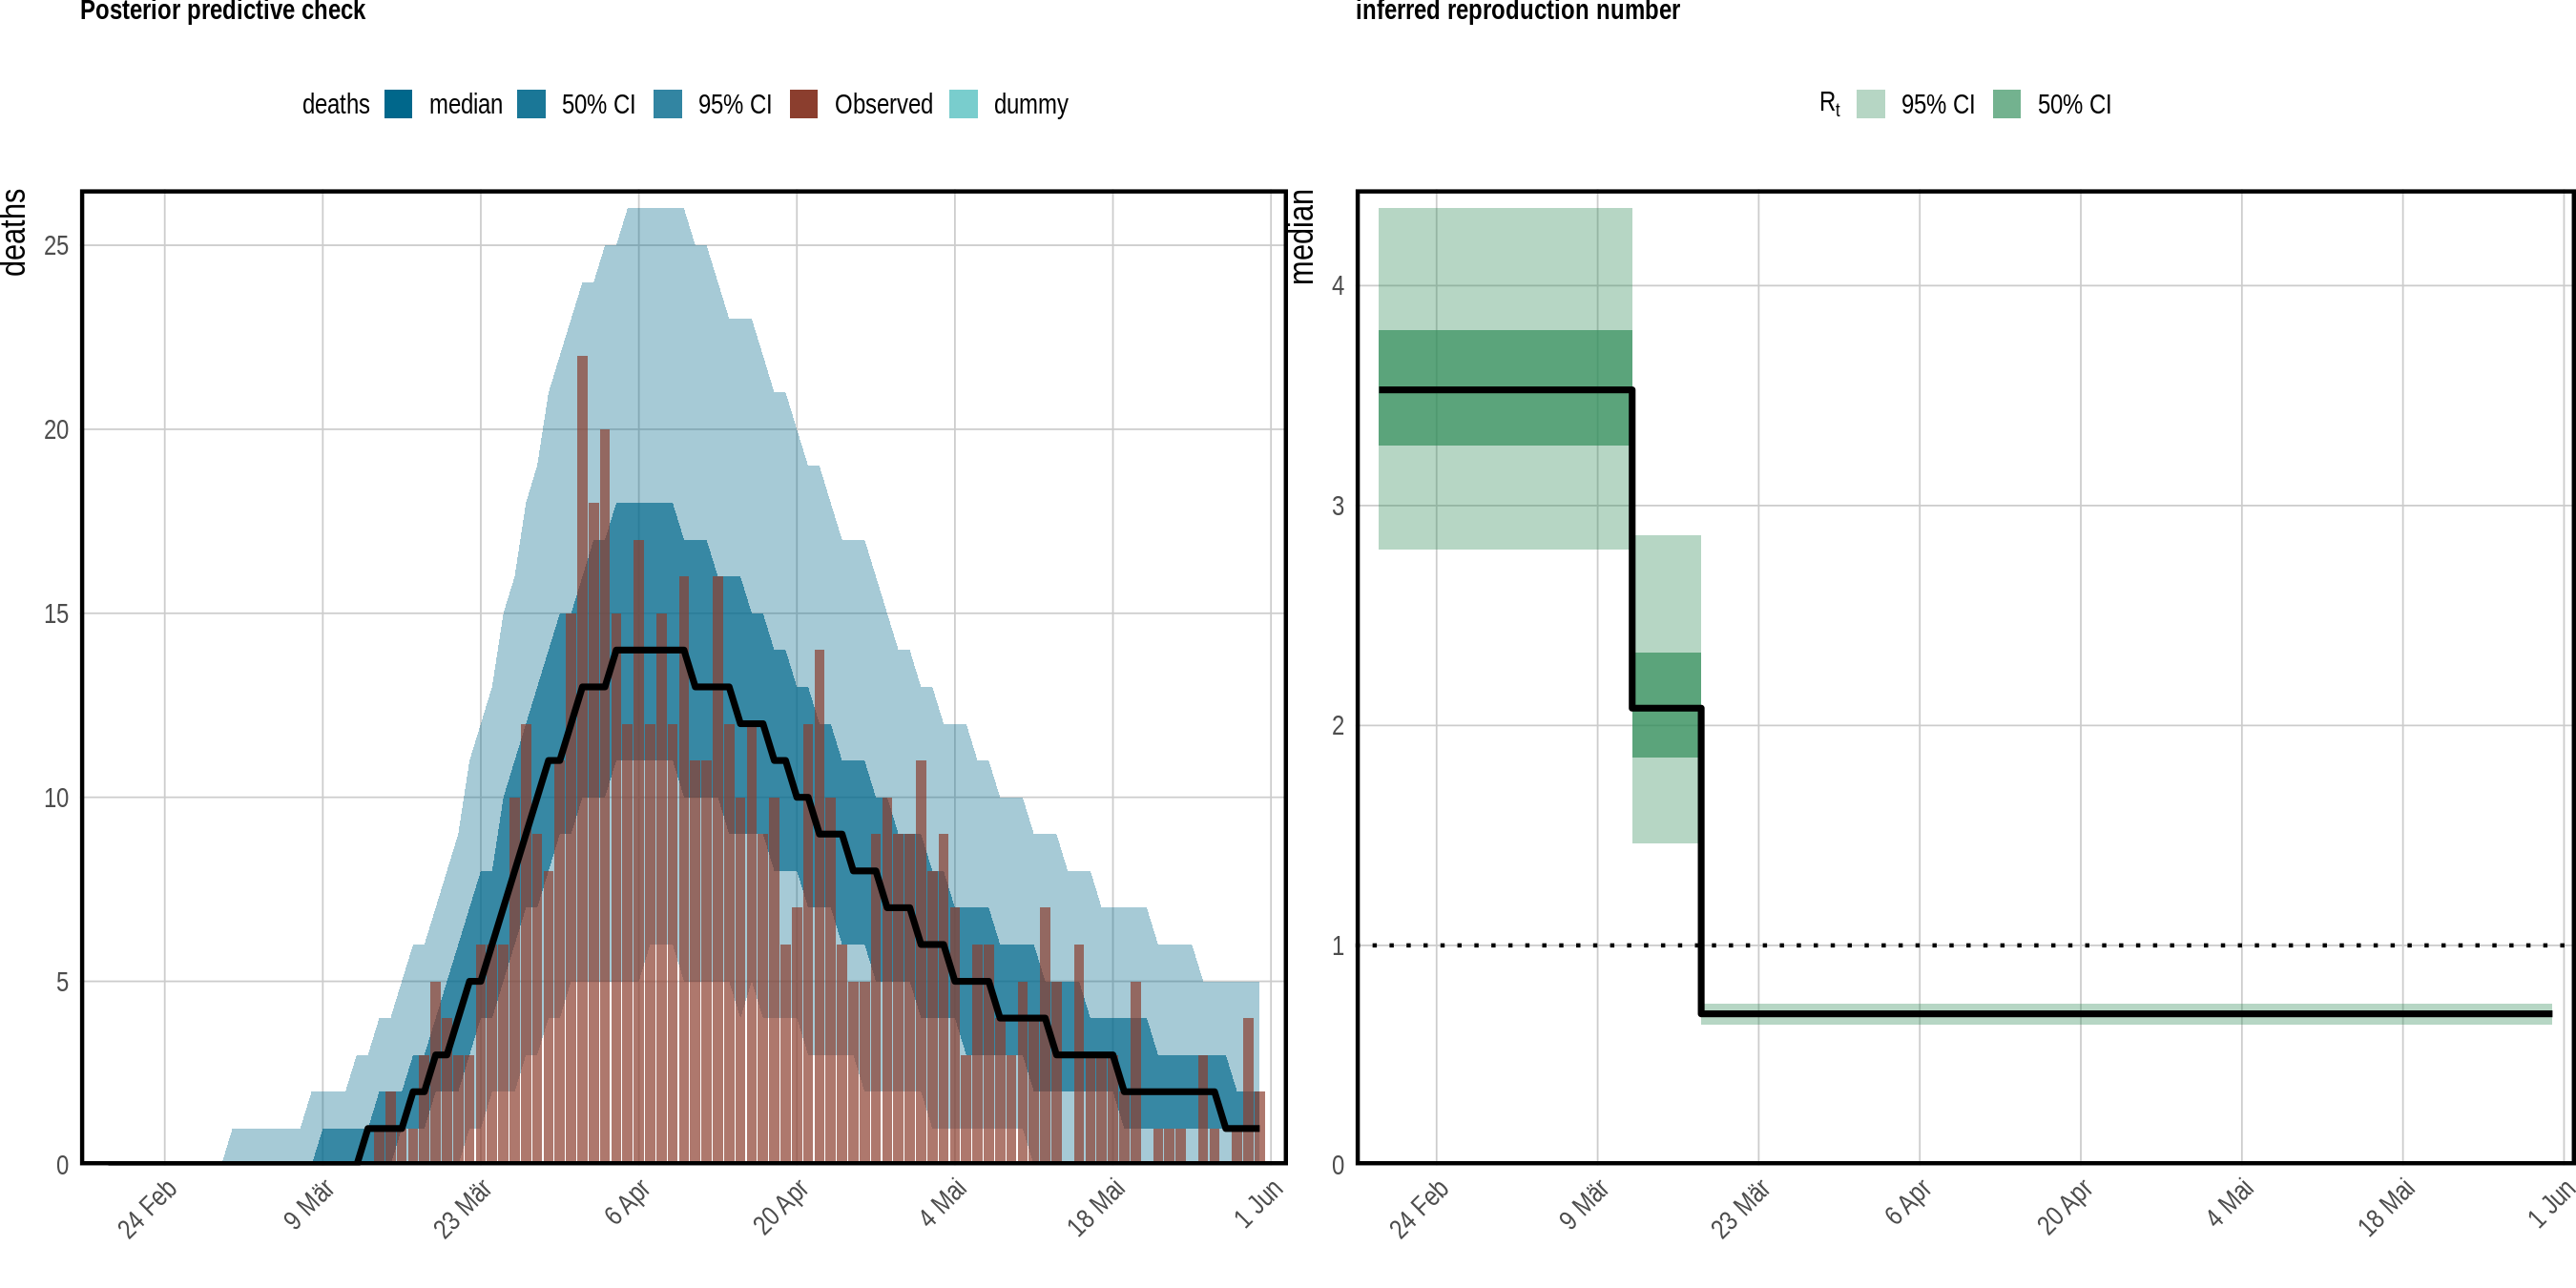 Posterior predictive check
deaths median 50% CI 95% CI Observed dummy
deaths
25
20
15
10
5
0
24 Feb 9 Mär 23 Mär 6 Apr 20 Apr 4 Mai 18 Mai 1 Jun
inferred reproduction number
Rt 95% CI 50% CI
median
4
3
2
1
0
24 Feb 9 Mär 23 Mär 6 Apr 20 Apr 4 Mai 18 Mai 1 Jun